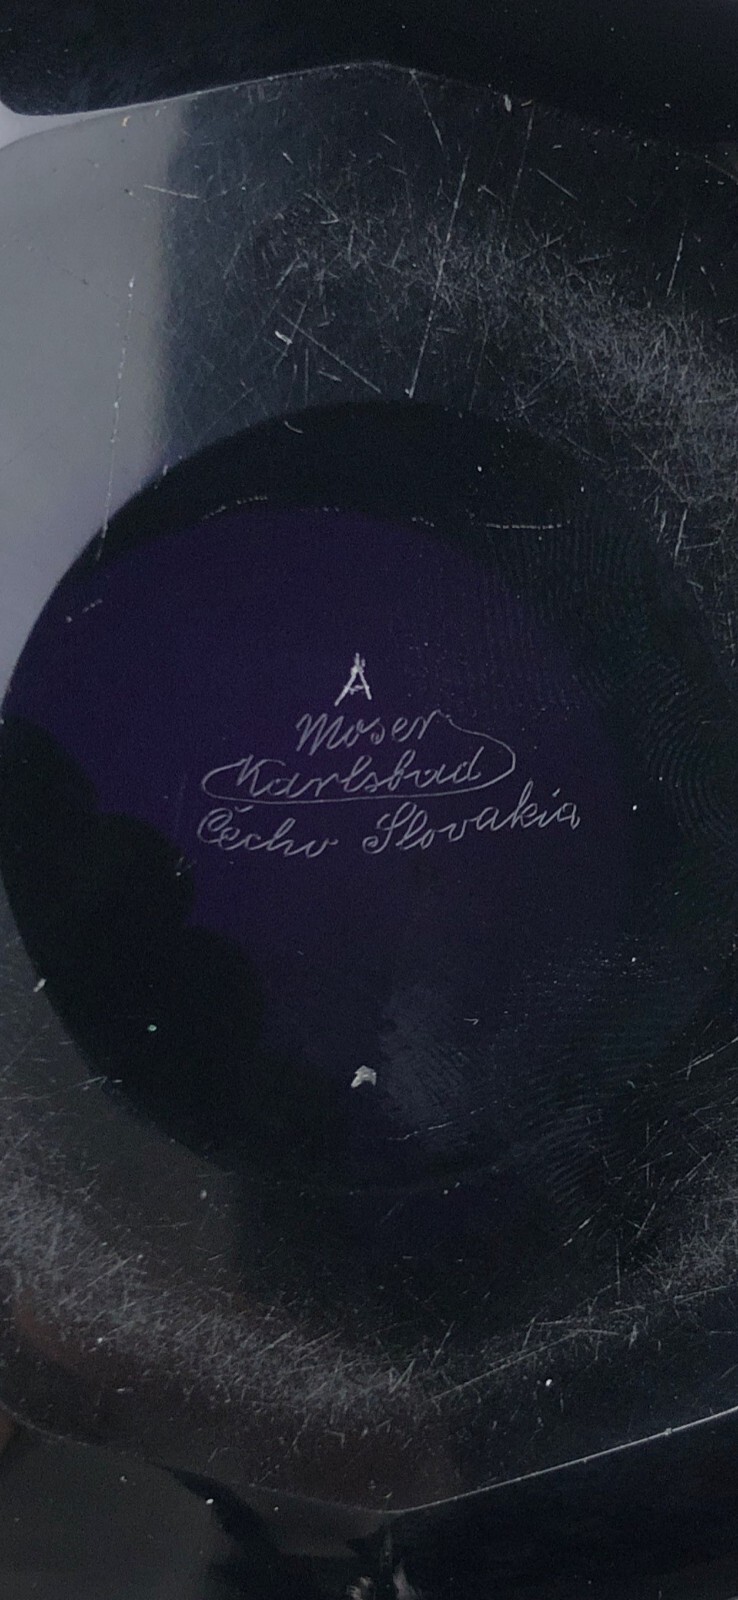 A
Moser
Karlsbad
Čecho Slovakia